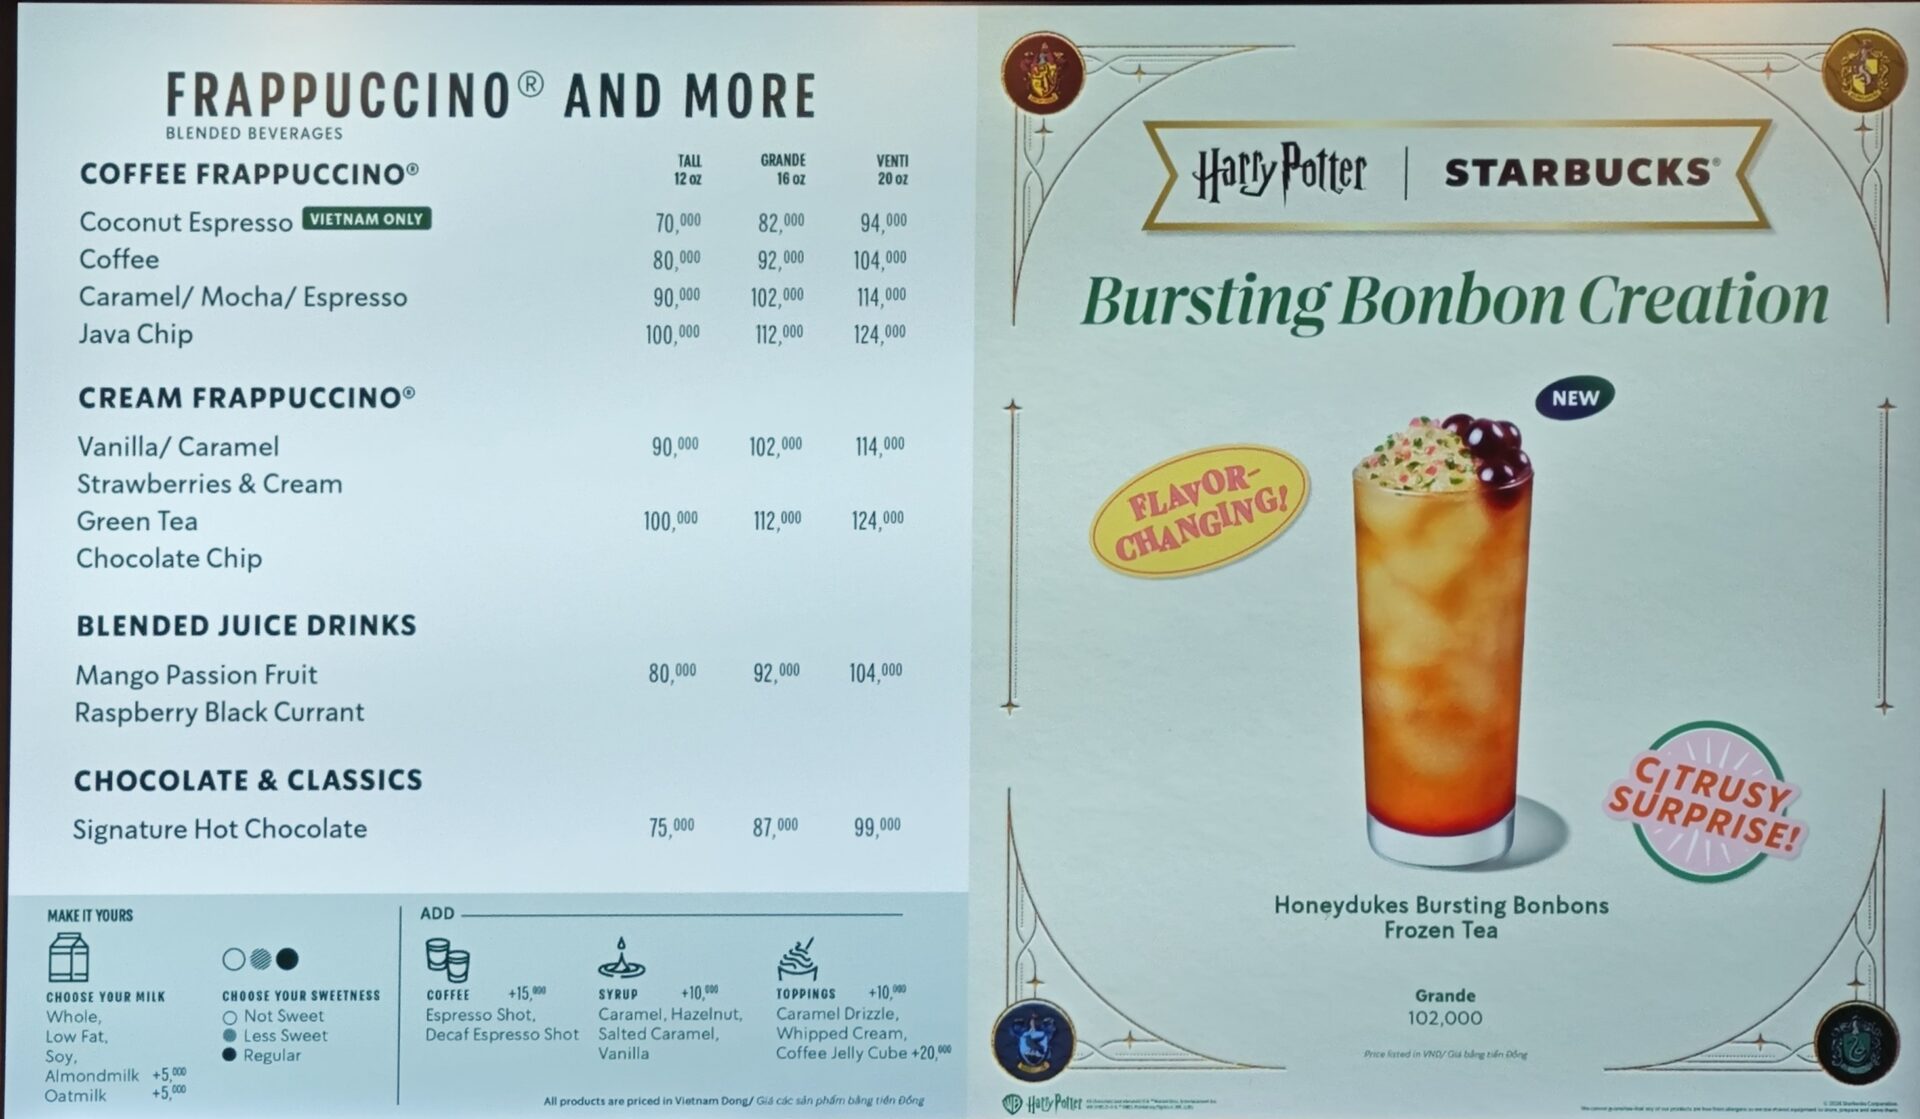 FRAPPUCCINO® AND MORE
BLENDED BEVERAGES
COFFEE FRAPPUCCINO®
TALL 12 oz
GRANDE 16 oz
VENTI 20 oz
Coconut Espresso VIETNAM ONLY 70,000 82,000 94,000
Coffee 80,000 92,000 104,000
Caramel/ Mocha/ Espresso 90,000 102,000 114,000
Java Chip 100,000 112,000 124,000
CREAM FRAPPUCCINO®
Vanilla/ Caramel 90,000 102,000 114,000
Strawberries & Cream
Green Tea 100,000 112,000 124,000
Chocolate Chip
BLENDED JUICE DRINKS
Mango Passion Fruit 80,000 92,000 104,000
Raspberry Black Currant
CHOCOLATE & CLASSICS
Signature Hot Chocolate 75,000 87,000 99,000
MAKE IT YOURS
CHOOSE YOUR MILK
Whole,
Low Fat,
Soy,
Almondmilk +5,000
Oatmilk +5,000
CHOOSE YOUR SWEETNESS
Not Sweet
Less Sweet
Regular
ADD
COFFEE +15,000
Espresso Shot,
Decaf Espresso Shot
SYRUP +10,000
Caramel, Hazelnut,
Salted Caramel,
Vanilla
TOPPINGS +10,000
Caramel Drizzle,
Whipped Cream,
Coffee Jelly Cube +20,000
All products are priced in Vietnam Dong/ Giá các sản phẩm bằng tiền Đồng
Harry Potter | STARBUCKS®
Bursting Bonbon Creation
NEW
FLAVOR-
CHANGING!
CITRUSY
SURPRISE!
Honeydukes Bursting Bonbons
Frozen Tea
Grande
102,000
Price listed in VND/ Giá bằng tiền Đồng
WB Harry Potter